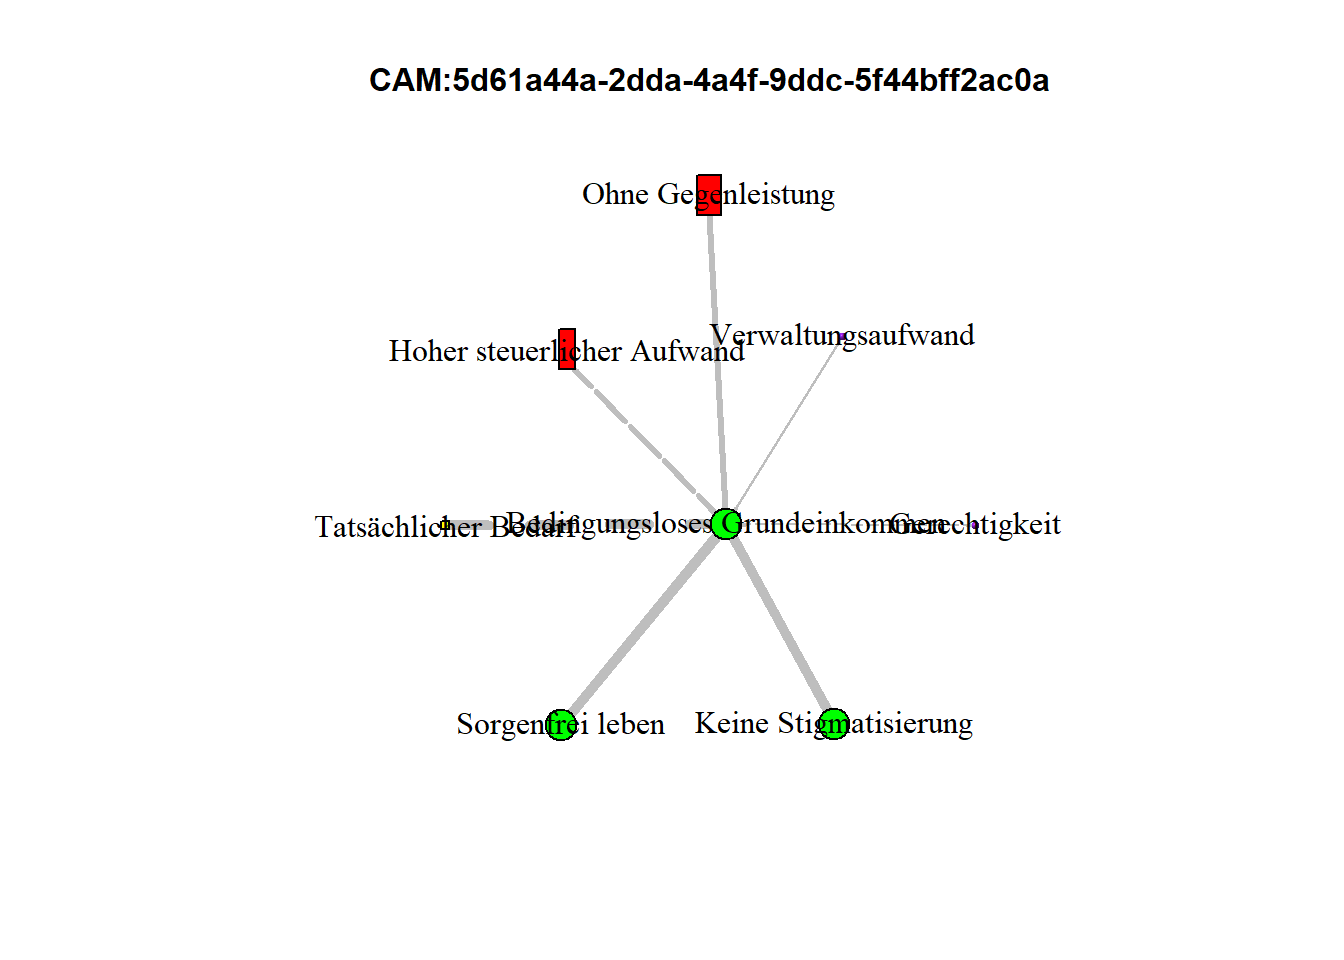 CAM:5d61a44a-2dda-4a4f-9ddc-5f44bff2ac0a
Ohne Gegenleistung
Verwaltungsaufwand
Hoher steuerlicher Aufwand
Tatsächlicher Bedarf
Bedingungsloses Grundeinkommen
Gerechtigkeit
Sorgenfrei leben
Keine Stigmatisierung